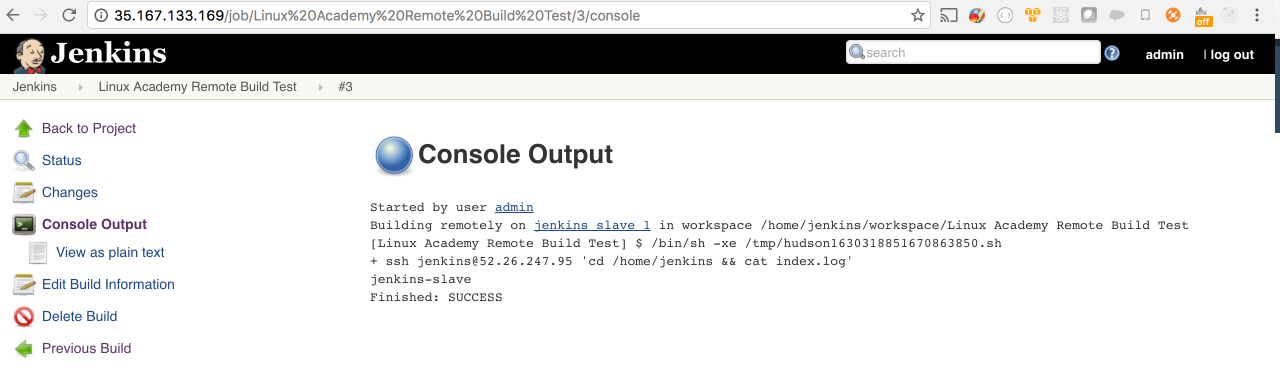 35.167.133.169/job/Linux%20Academy%20Remote%20Build%20Test/3/console
off
Jenkins
search
admin
| log out
Jenkins Linux Academy Remote Build Test #3
Back to Project
Status
Changes
Console Output
View as plain text
Edit Build Information
Delete Build
Previous Build
Console Output
Started by user admin
Building remotely on jenkins slave 1 in workspace /home/jenkins/workspace/Linux Academy Remote Build Test
[Linux Academy Remote Build Test] $ /bin/sh -xe /tmp/hudson1630318851670863850.sh
+ ssh jenkins@52.26.247.95 'cd /home/jenkins && cat index.log'
jenkins-slave
Finished: SUCCESS